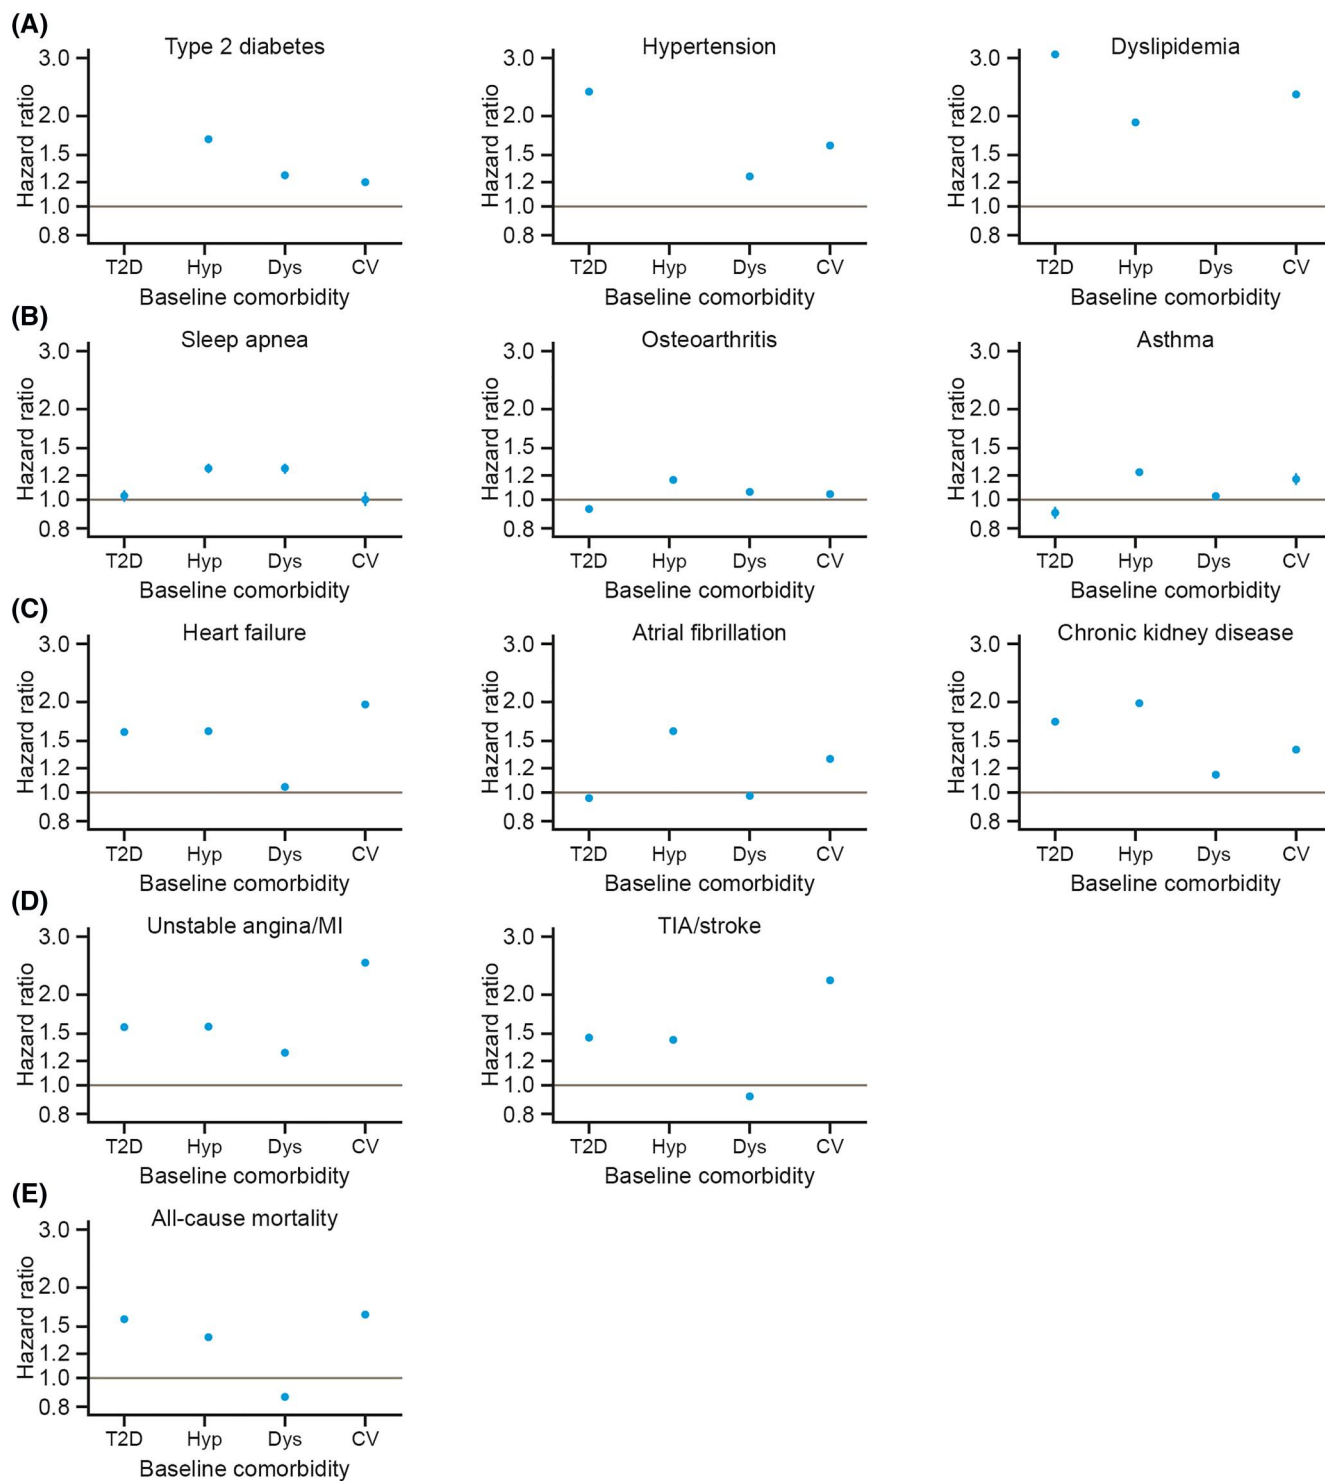 (A)
Type 2 diabetes
Hazard ratio
3.0
2.0
1.5
1.2
1.0
0.8
T2D Hyp Dys CV
Baseline comorbidity
Hypertension
Hazard ratio
3.0
2.0
1.5
1.2
1.0
0.8
T2D Hyp Dys CV
Baseline comorbidity
Dyslipidemia
Hazard ratio
3.0
2.0
1.5
1.2
1.0
0.8
T2D Hyp Dys CV
Baseline comorbidity
(B)
Sleep apnea
Hazard ratio
3.0
2.0
1.5
1.2
1.0
0.8
T2D Hyp Dys CV
Baseline comorbidity
Osteoarthritis
Hazard ratio
3.0
2.0
1.5
1.2
1.0
0.8
T2D Hyp Dys CV
Baseline comorbidity
Asthma
Hazard ratio
3.0
2.0
1.5
1.2
1.0
0.8
T2D Hyp Dys CV
Baseline comorbidity
(C)
Heart failure
Hazard ratio
3.0
2.0
1.5
1.2
1.0
0.8
T2D Hyp Dys CV
Baseline comorbidity
Atrial fibrillation
Hazard ratio
3.0
2.0
1.5
1.2
1.0
0.8
T2D Hyp Dys CV
Baseline comorbidity
Chronic kidney disease
Hazard ratio
3.0
2.0
1.5
1.2
1.0
0.8
T2D Hyp Dys CV
Baseline comorbidity
(D)
Unstable angina/MI
Hazard ratio
3.0
2.0
1.5
1.2
1.0
0.8
T2D Hyp Dys CV
Baseline comorbidity
TIA/stroke
Hazard ratio
3.0
2.0
1.5
1.2
1.0
0.8
T2D Hyp Dys CV
Baseline comorbidity
(E)
All-cause mortality
Hazard ratio
3.0
2.0
1.5
1.2
1.0
0.8
T2D Hyp Dys CV
Baseline comorbidity